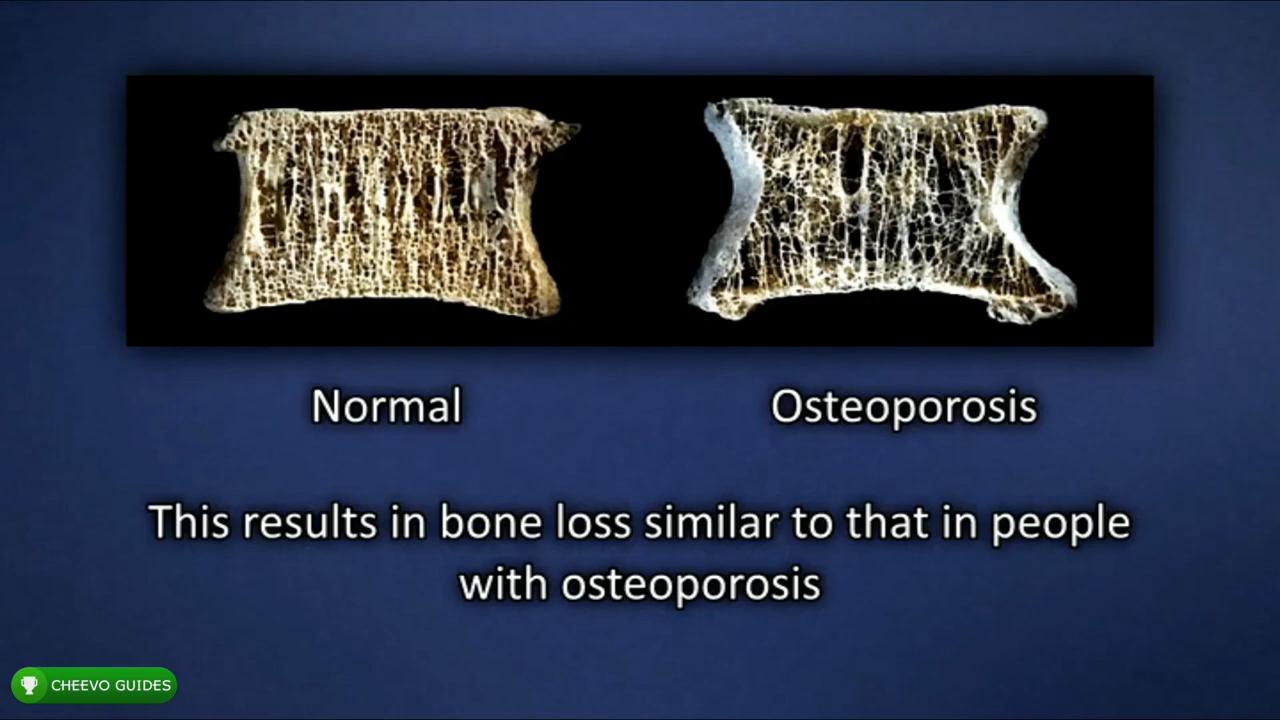 Normal
Osteoporosis
This results in bone loss similar to that in people
with osteoporosis
CHEEVO GUIDES